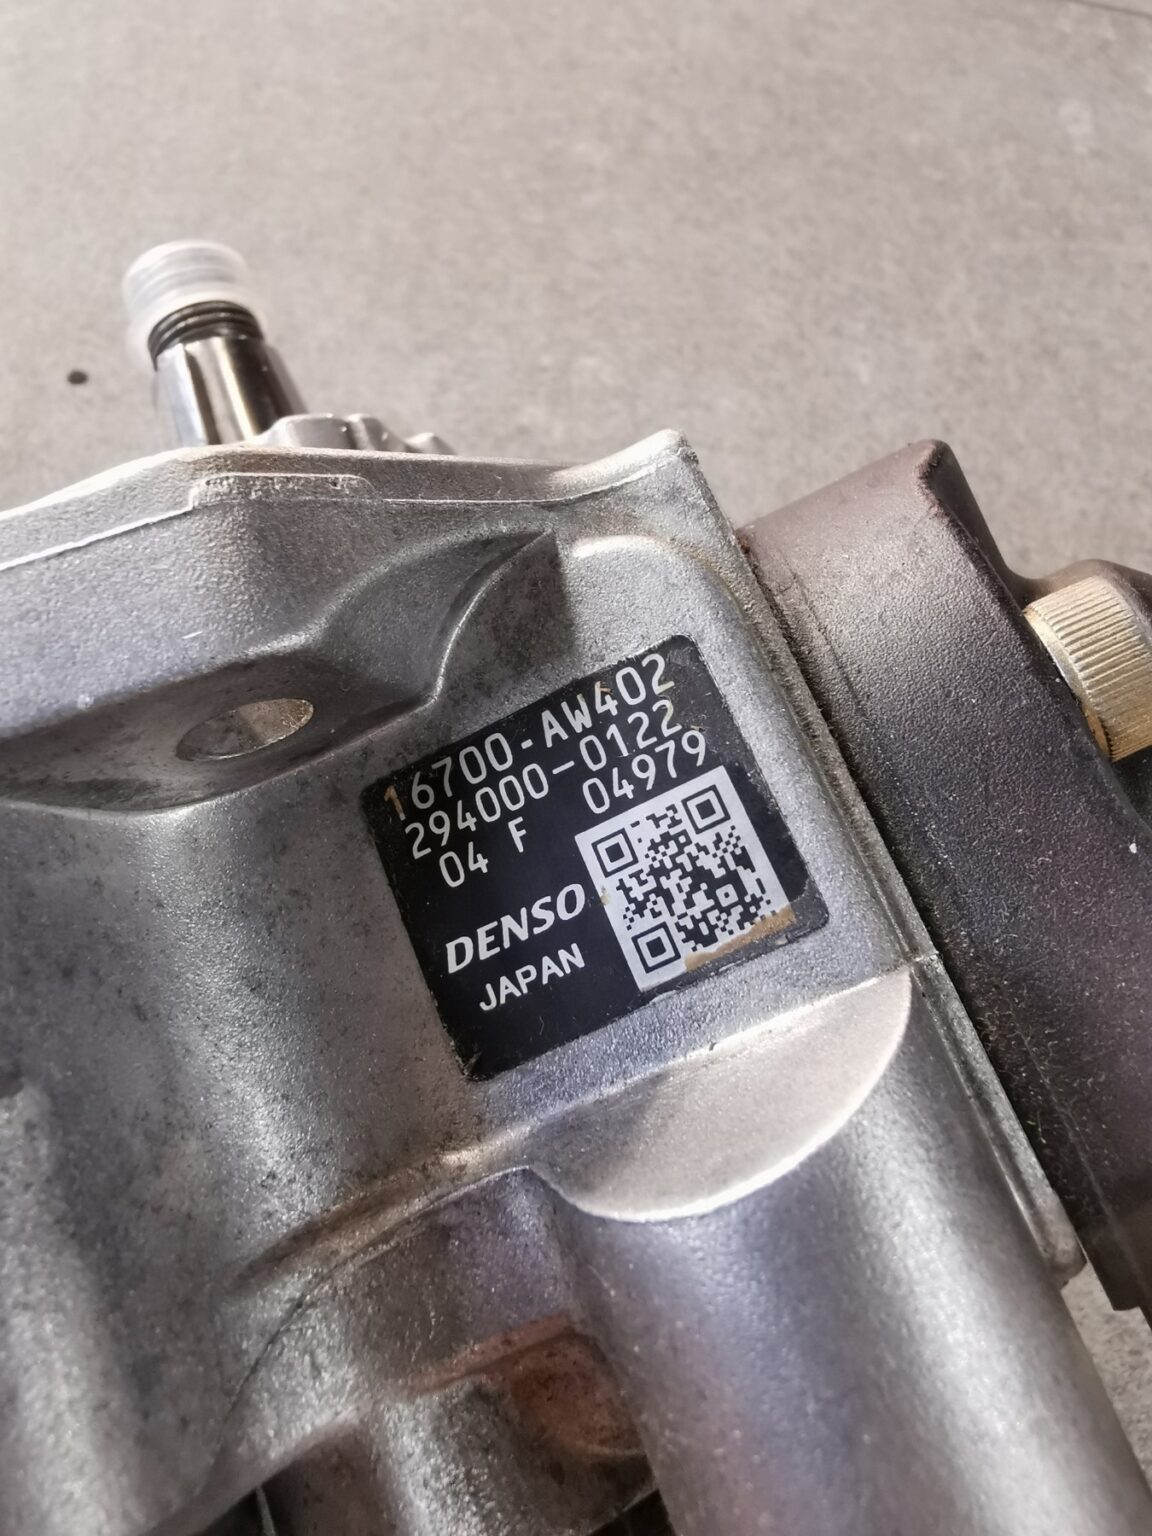 16700-AW402
294000-0122
04 F 04979
DENSO
JAPAN